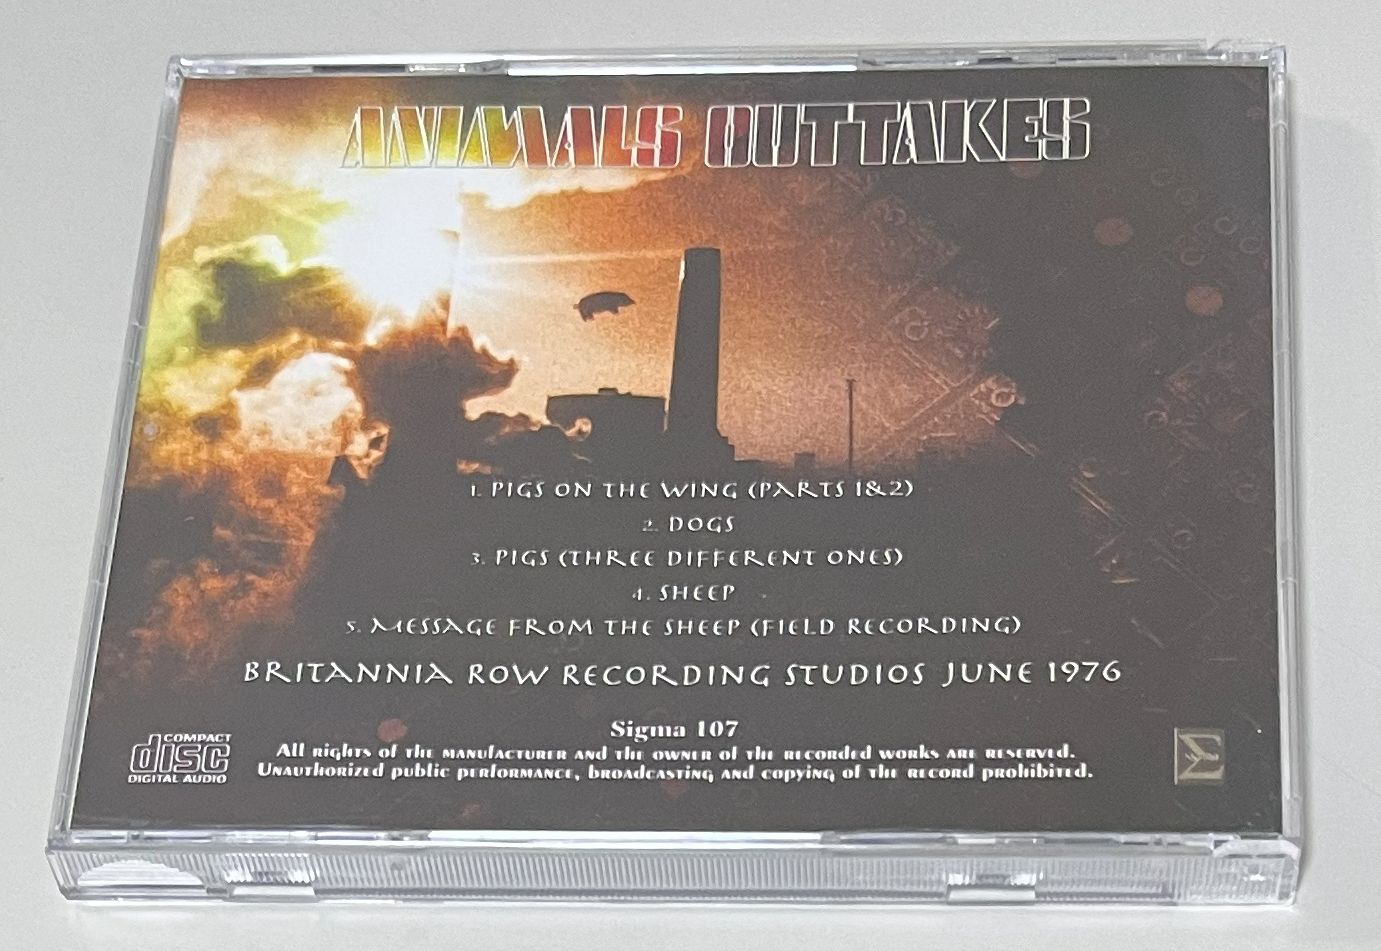 ANIMALS OUTTAKES
1. PIGS ON THE WING (PARTS 1&2)
2. DOGS
3. PIGS (THREE DIFFERENT ONES)
4. SHEEP
5. MESSAGE FROM THE SHEEP (FIELD RECORDING)
BRITANNIA ROW RECORDING STUDIOS JUNE 1976
Sigma 107
All rights of the manufacturer and the owner of the recorded works are reserved.
Unauthorized public performance, broadcasting and copying of the record prohibited.
COMPACT
disc
DIGITAL AUDIO
Σ